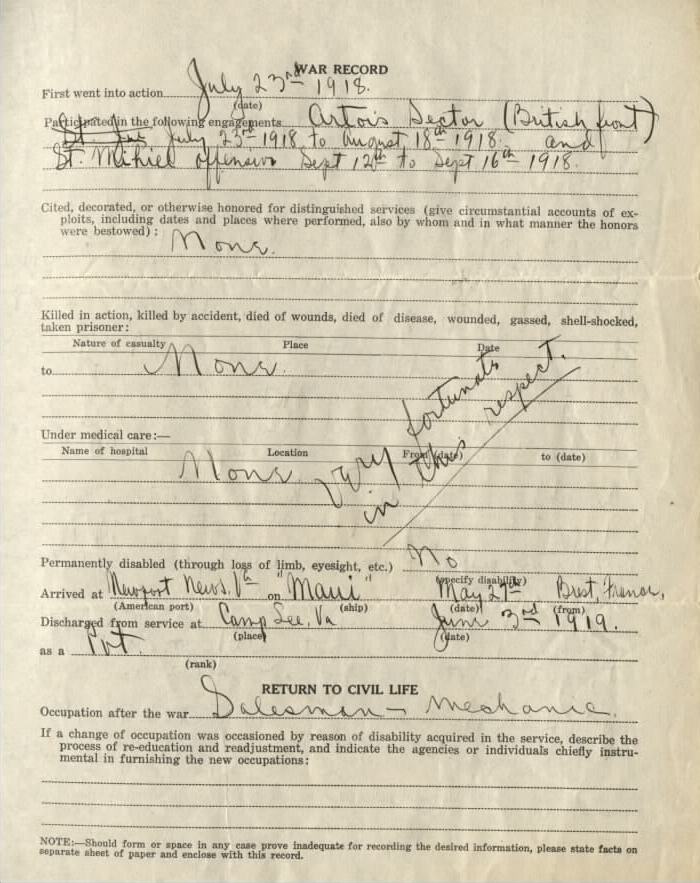 WAR RECORD
First went into action July 23rd 1918.
(date)
Participated in the following engagements Artois Sector (British front)
July 23rd 1918 to August 18th 1918. and
St. Mihiel offensive Sept 12th to Sept 16th 1918.
Cited, decorated, or otherwise honored for distinguished services (give circumstantial accounts of ex-
ploits, including dates and places where performed, also by whom and in what manner the honors
were bestowed) : None.
Killed in action, killed by accident, died of wounds, died of disease, wounded, gassed, shell-shocked,
taken prisoner:
Nature of casualty Place Date
to None.
Under medical care:—
Name of hospital Location From (date) to (date)
None. very fortunate
in this respect.
Permanently disabled (through loss of limb, eyesight, etc.) No
(specify disability)
Arrived at Newport News. Va on "Maui" May 27th Brest, France,
(American port) (ship) (date) (from)
Discharged from service at Camp Lee, Va June 3rd 1919.
(place) (date)
as a Pvt.
(rank)
RETURN TO CIVIL LIFE
Occupation after the war Salesman — Mechanic.
If a change of occupation was occasioned by reason of disability acquired in the service, describe the
process of re-education and readjustment, and indicate the agencies or individuals chiefly instru-
mental in furnishing the new occupations:
NOTE:—Should form or space in any case prove inadequate for recording the desired information, please state facts on
separate sheet of paper and enclose with this record.